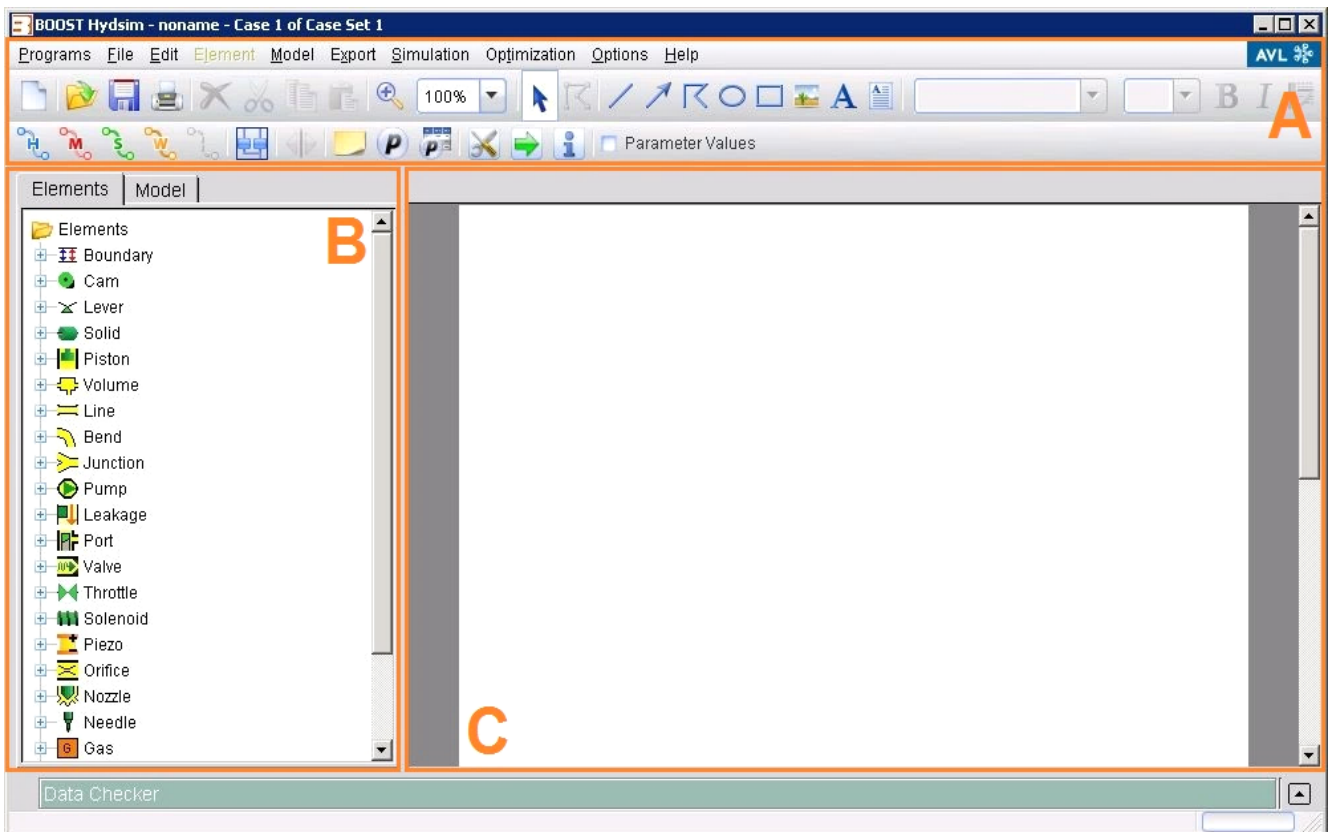 BOOST Hydsim - noname - Case 1 of Case Set 1
Programs File Edit Element Model Export Simulation Optimization Options Help AVL
100% A B I A
H M S W p p i Parameter Values
Elements Model
Elements B
Boundary
Cam
Lever
Solid
Piston
Volume
Line
Bend
Junction
Pump
Leakage
Port
Valve
Throttle
Solenoid
Piezo
Orifice
Nozzle
Needle
G Gas
C
Data Checker